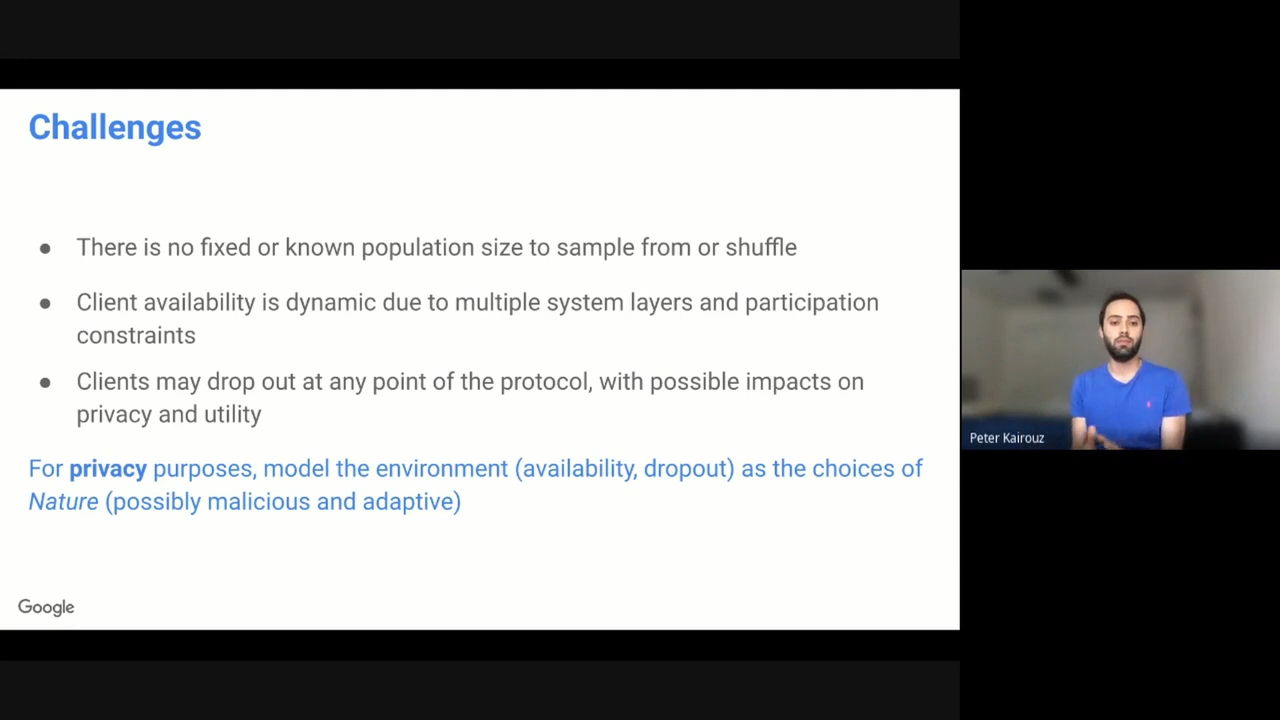 Challenges
● There is no fixed or known population size to sample from or shuffle
● Client availability is dynamic due to multiple system layers and participation
constraints
● Clients may drop out at any point of the protocol, with possible impacts on
privacy and utility
For privacy purposes, model the environment (availability, dropout) as the choices of
Nature (possibly malicious and adaptive)
Google
Peter Kairouz